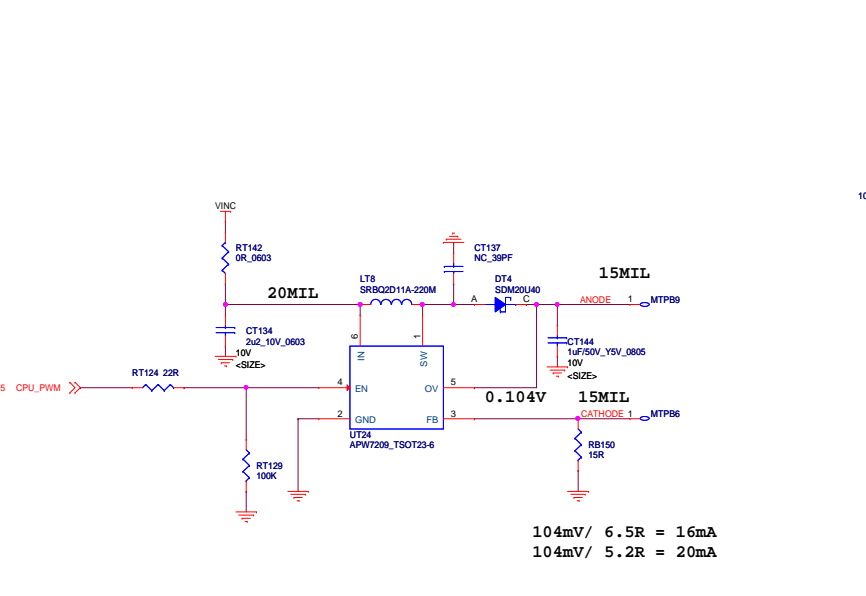 10
VINC
RT142
0R_0603
CT137
NC_39PF
LT8
SRBQ2D11A-220M
DT4
SDM20U40
15MIL
20MIL
A
C
ANODE
1
MTPB9
CT134
2u2_10V_0603
10V
<SIZE>
6
1
IN
SW
CT144
1uF/50V_Y5V_0805
10V
<SIZE>
RT124 22R
5 CPU_PWM
4
EN
OV
5
0.104V
15MIL
2
GND
FB
3
CATHODE
1
MTPB6
UT24
APW7209_TSOT23-6
RB150
15R
RT129
100K
104mV/ 6.5R = 16mA
104mV/ 5.2R = 20mA